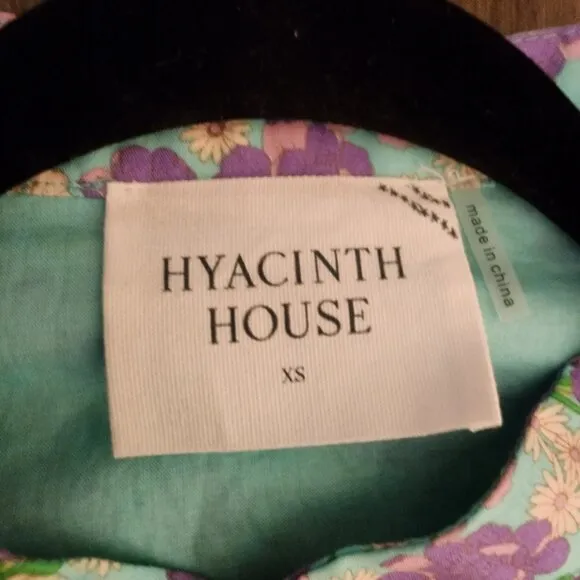 HYACINTH
HOUSE
XS
made in china